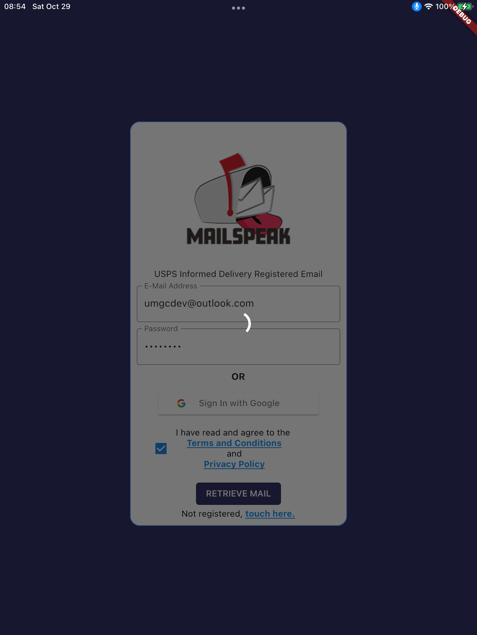 08:54 Sat Oct 29
100%
DEBUG
MAILSPEAK
USPS Informed Delivery Registered Email
E-Mail Address
umgcdev@outlook.com
Password
••••••••
OR
Sign In with Google
I have read and agree to the
Terms and Conditions
and
Privacy Policy
RETRIEVE MAIL
Not registered, touch here.